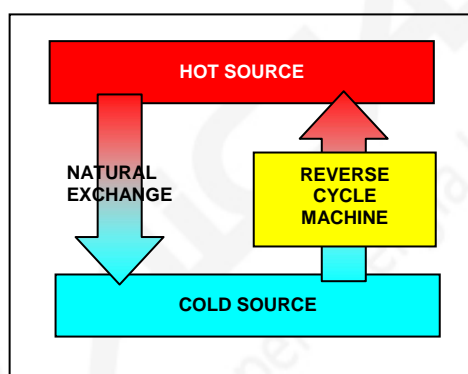 HOT SOURCE
NATURAL
EXCHANGE
REVERSE
CYCLE
MACHINE
COLD SOURCE